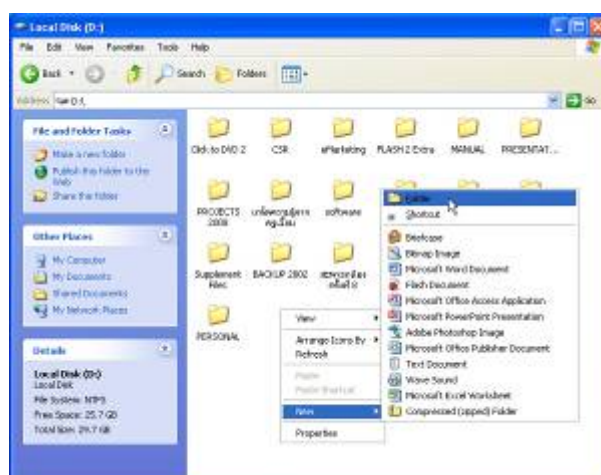 Local Disk (D:)
File Edit View Favorites Tools Help
Back Search Folders
Address D:\ Go
File and Folder Tasks
Make a new folder
Publish this folder to the
Web
Share this folder
Other Places
My Computer
My Documents
Shared Documents
My Network Places
Details
Local Disk (D:)
Local Disk
File System: NTFS
Free Space: 25.7 GB
Total Size: 29.7 GB
Click to DVD 2
CSR
eMarketing
FLASH 2 Extra
MANUAL
PRESENTAT...
PROJECTS
2008
software
Supplement
Files
BACKUP 2002
PERSONAL
View
Arrange Icons By
Refresh
Paste
Paste Shortcut
New
Properties
Folder
Shortcut
Briefcase
Bitmap Image
Microsoft Word Document
Flash Document
Microsoft Office Access Application
Microsoft PowerPoint Presentation
Adobe Photoshop Image
Microsoft Office Publisher Document
Text Document
Wave Sound
Microsoft Excel Worksheet
Compressed (zipped) Folder